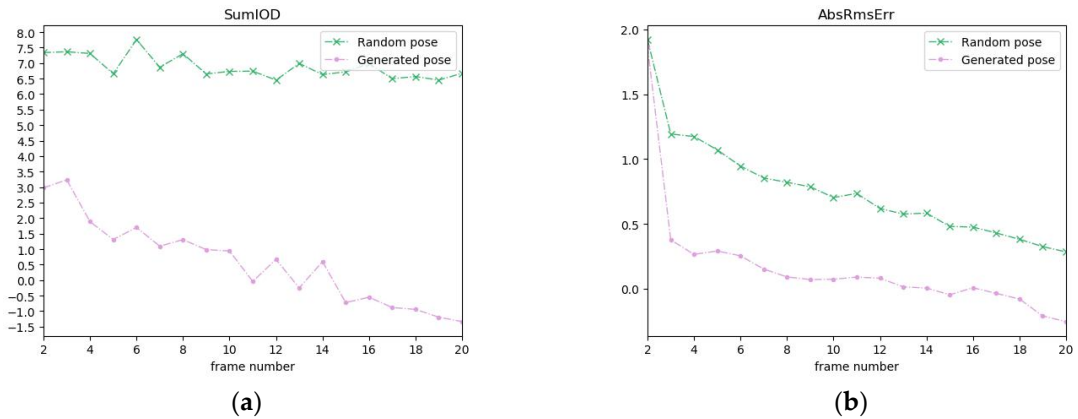 SumIOD
8.0
7.5
7.0
6.5
6.0
5.5
5.0
4.5
4.0
3.5
3.0
2.5
2.0
1.5
1.0
0.5
0.0
−0.5
−1.0
−1.5
Random pose
Generated pose
2 4 6 8 10 12 14 16 18 20
frame number
(a)
AbsRmsErr
2.0
1.5
1.0
0.5
0.0
Random pose
Generated pose
2 4 6 8 10 12 14 16 18 20
frame number
(b)